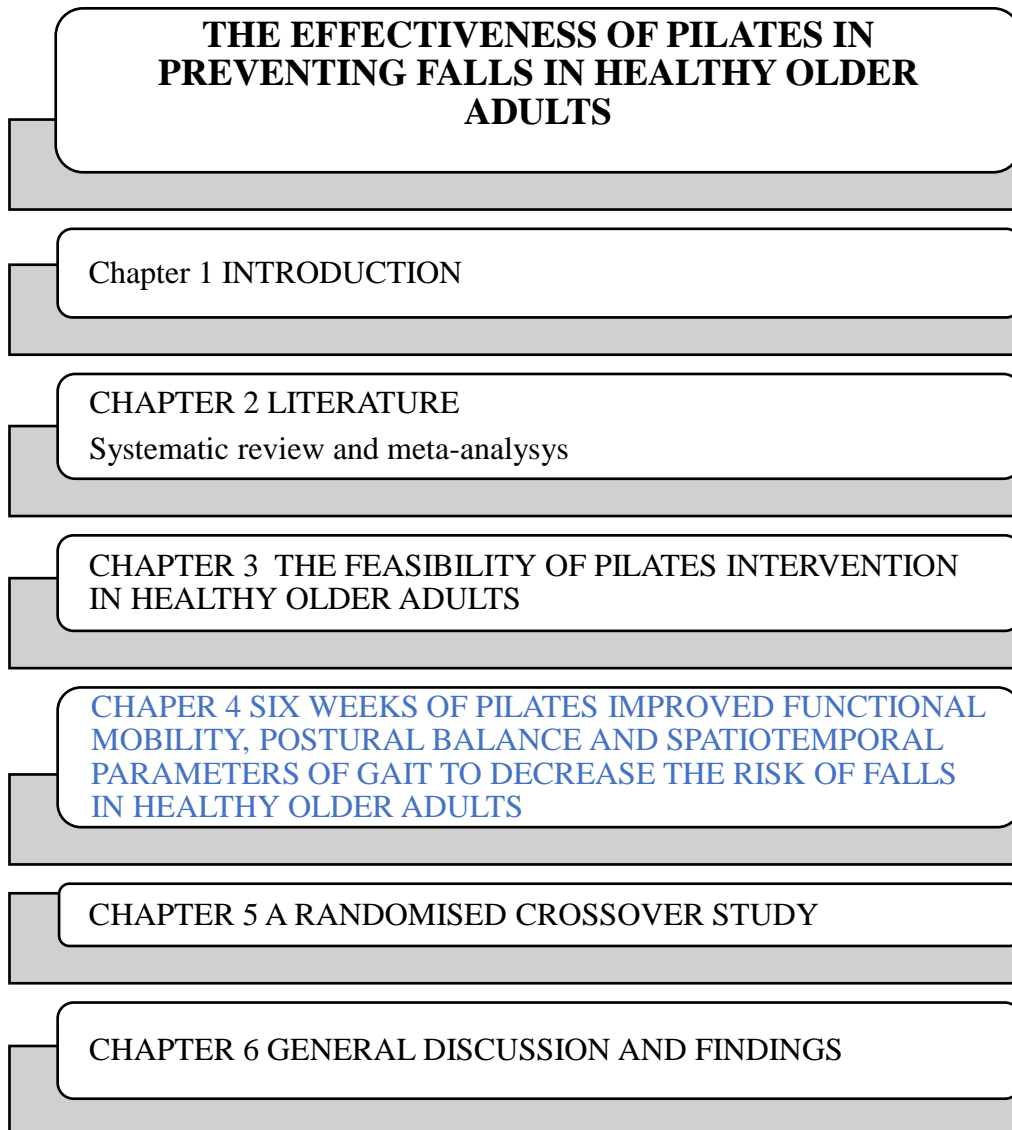 THE EFFECTIVENESS OF PILATES IN
PREVENTING FALLS IN HEALTHY OLDER
ADULTS
Chapter 1 INTRODUCTION
CHAPTER 2 LITERATURE
Systematic review and meta-analysys
CHAPTER 3 THE FEASIBILITY OF PILATES INTERVENTION
IN HEALTHY OLDER ADULTS
CHAPER 4 SIX WEEKS OF PILATES IMPROVED FUNCTIONAL
MOBILITY, POSTURAL BALANCE AND SPATIOTEMPORAL
PARAMETERS OF GAIT TO DECREASE THE RISK OF FALLS
IN HEALTHY OLDER ADULTS
CHAPTER 5 A RANDOMISED CROSSOVER STUDY
CHAPTER 6 GENERAL DISCUSSION AND FINDINGS